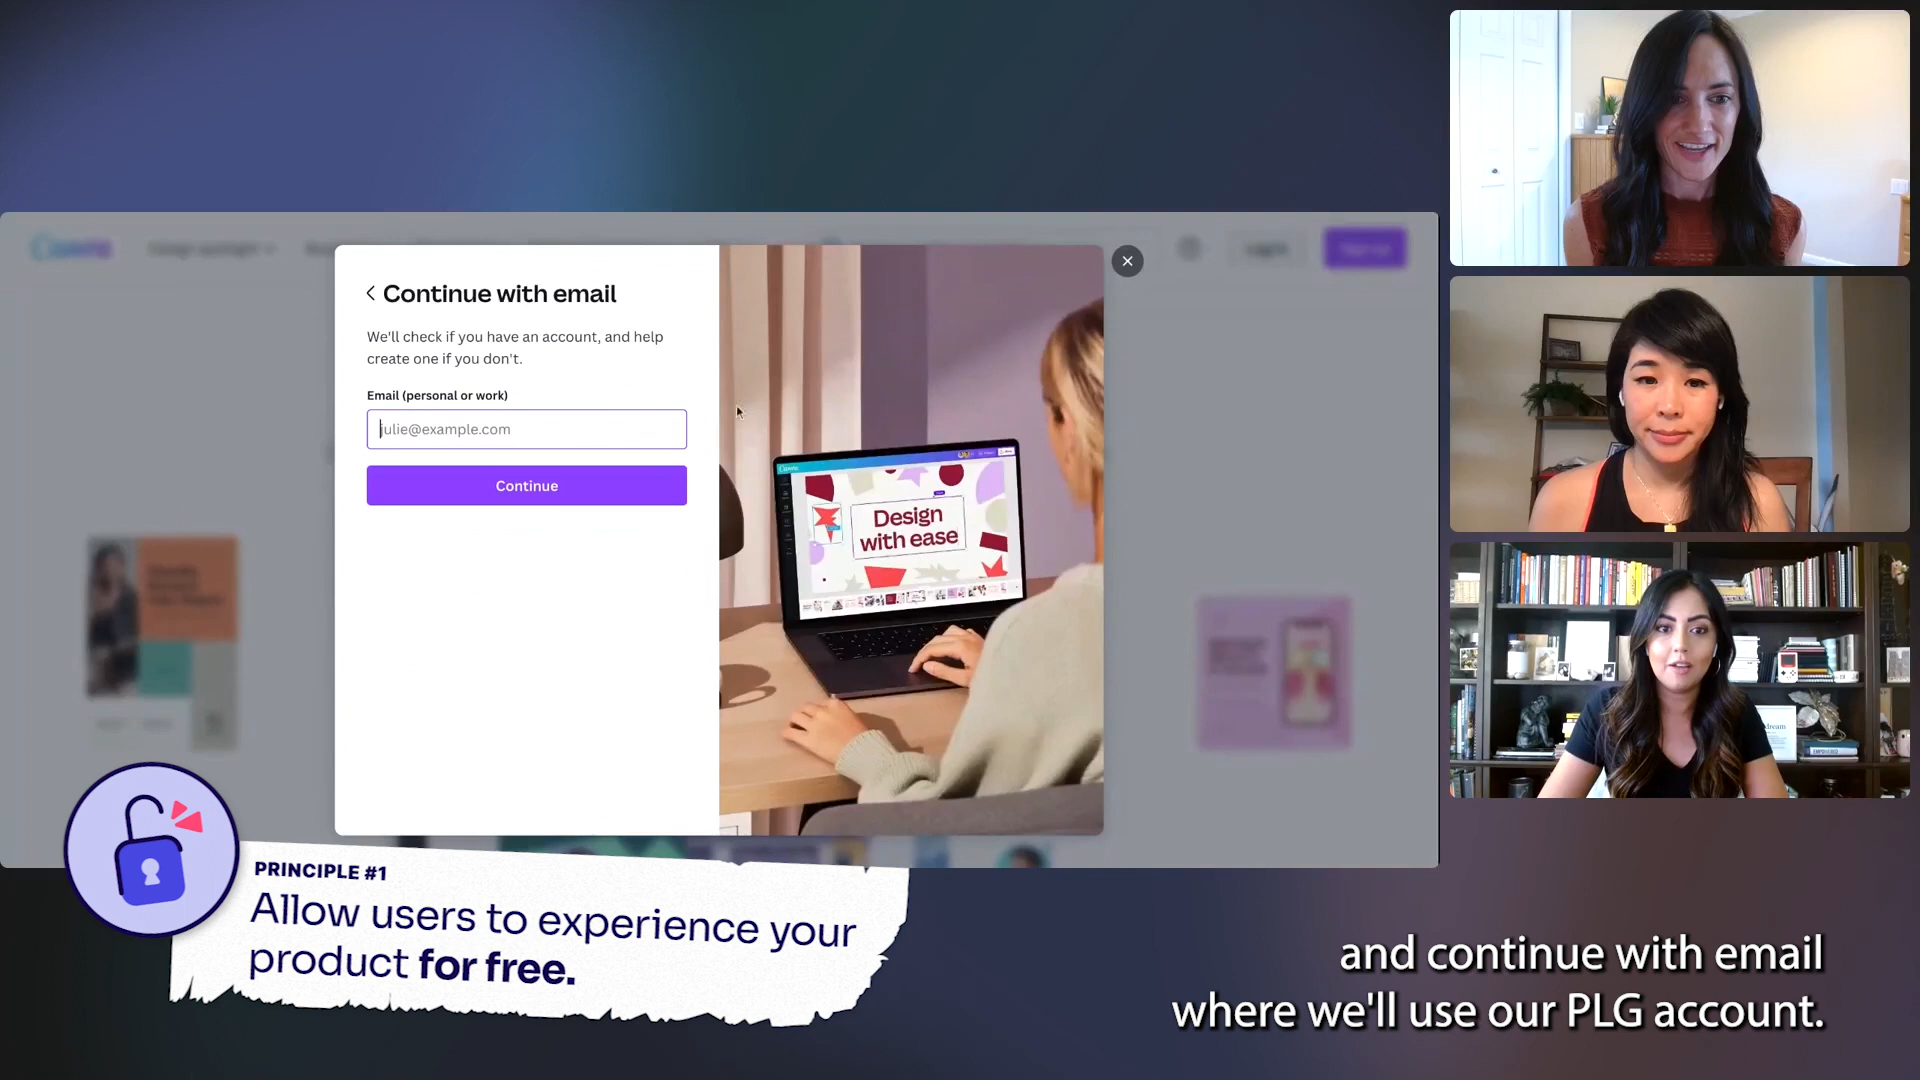 Canva
Continue with email
We'll check if you have an account, and help
create one if you don't.
Email (personal or work)
julie@example.com
Continue
Design
with ease
PRINCIPLE #1
Allow users to experience your
product for free.
and continue with email
where we'll use our PLG account.